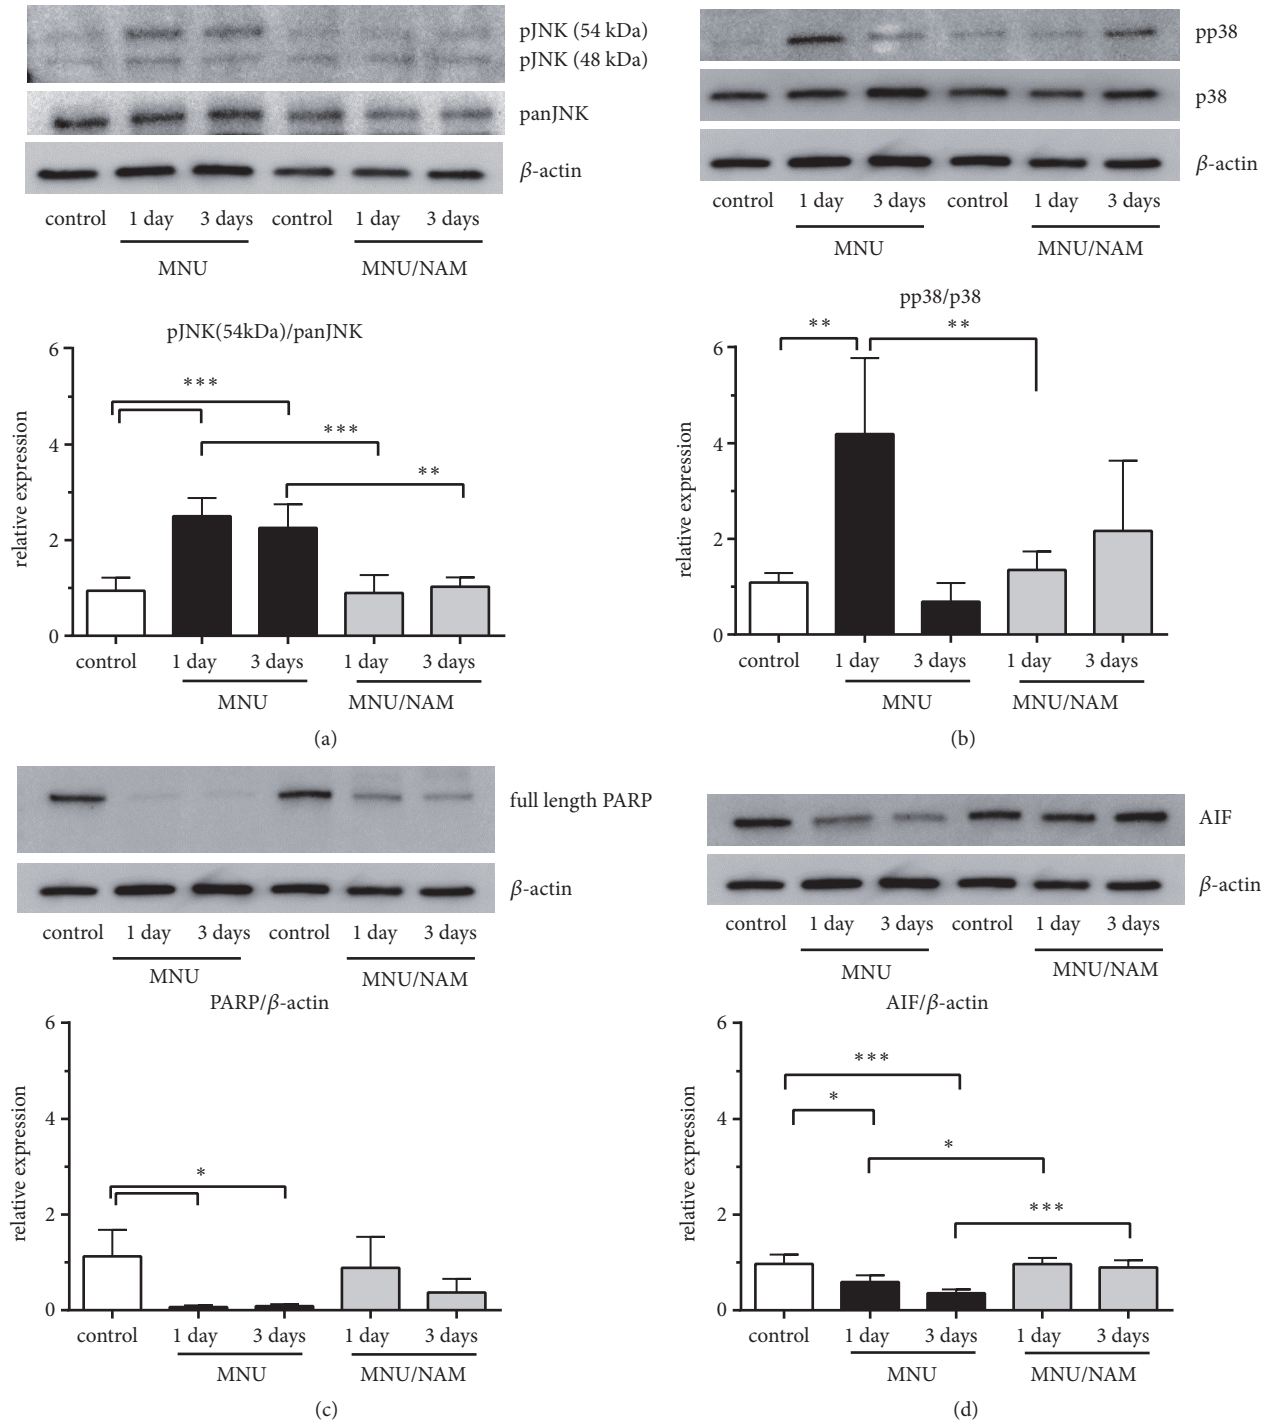 pJNK (54 kDa)
pJNK (48 kDa)
panJNK
β-actin
control 1 day 3 days control 1 day 3 days
MNU MNU/NAM
pJNK(54kDa)/panJNK
relative expression
6
4
2
0
***
***
**
control 1 day 3 days 1 day 3 days
MNU MNU/NAM
(a)
pp38
p38
β-actin
control 1 day 3 days control 1 day 3 days
MNU MNU/NAM
pp38/p38
relative expression
6
4
2
0
** **
control 1 day 3 days 1 day 3 days
MNU MNU/NAM
(b)
full length PARP
β-actin
control 1 day 3 days control 1 day 3 days
MNU MNU/NAM
PARP/β-actin
relative expression
6
4
2
0
*
control 1 day 3 days 1 day 3 days
MNU MNU/NAM
(c)
AIF
β-actin
control 1 day 3 days control 1 day 3 days
MNU MNU/NAM
AIF/β-actin
relative expression
6
4
2
0
***
*
*
***
control 1 day 3 days 1 day 3 days
MNU MNU/NAM
(d)